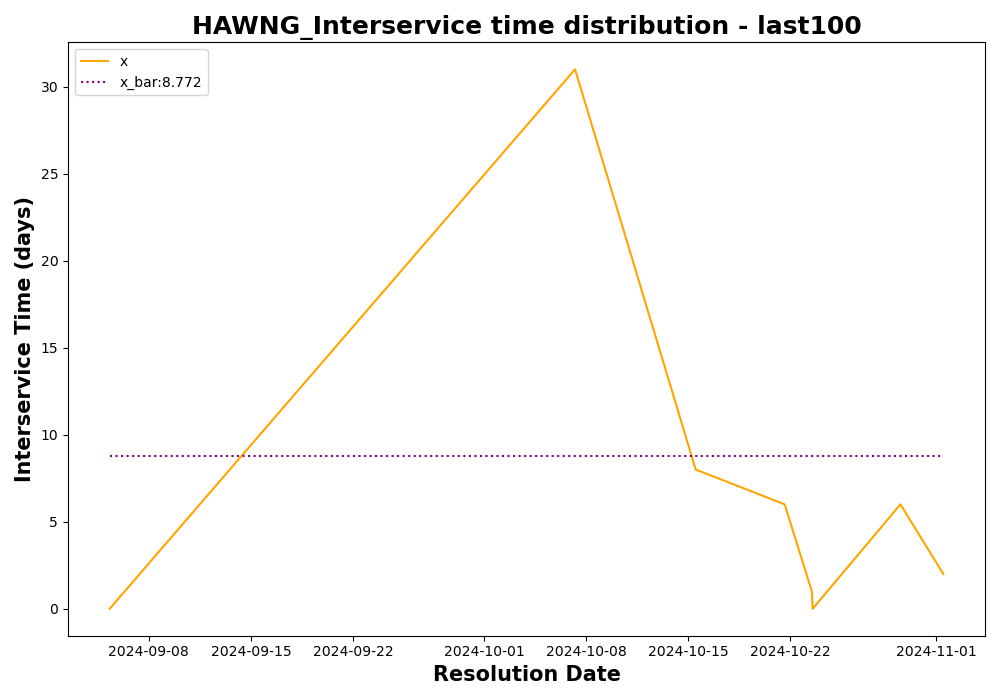 HAWNG_Interservice time distribution - last100
x
x_bar:8.772
Interservice Time (days)
30
25
20
15
10
5
0
2024-09-08 2024-09-15 2024-09-22 2024-10-01 2024-10-08 2024-10-15 2024-10-22 2024-11-01
Resolution Date